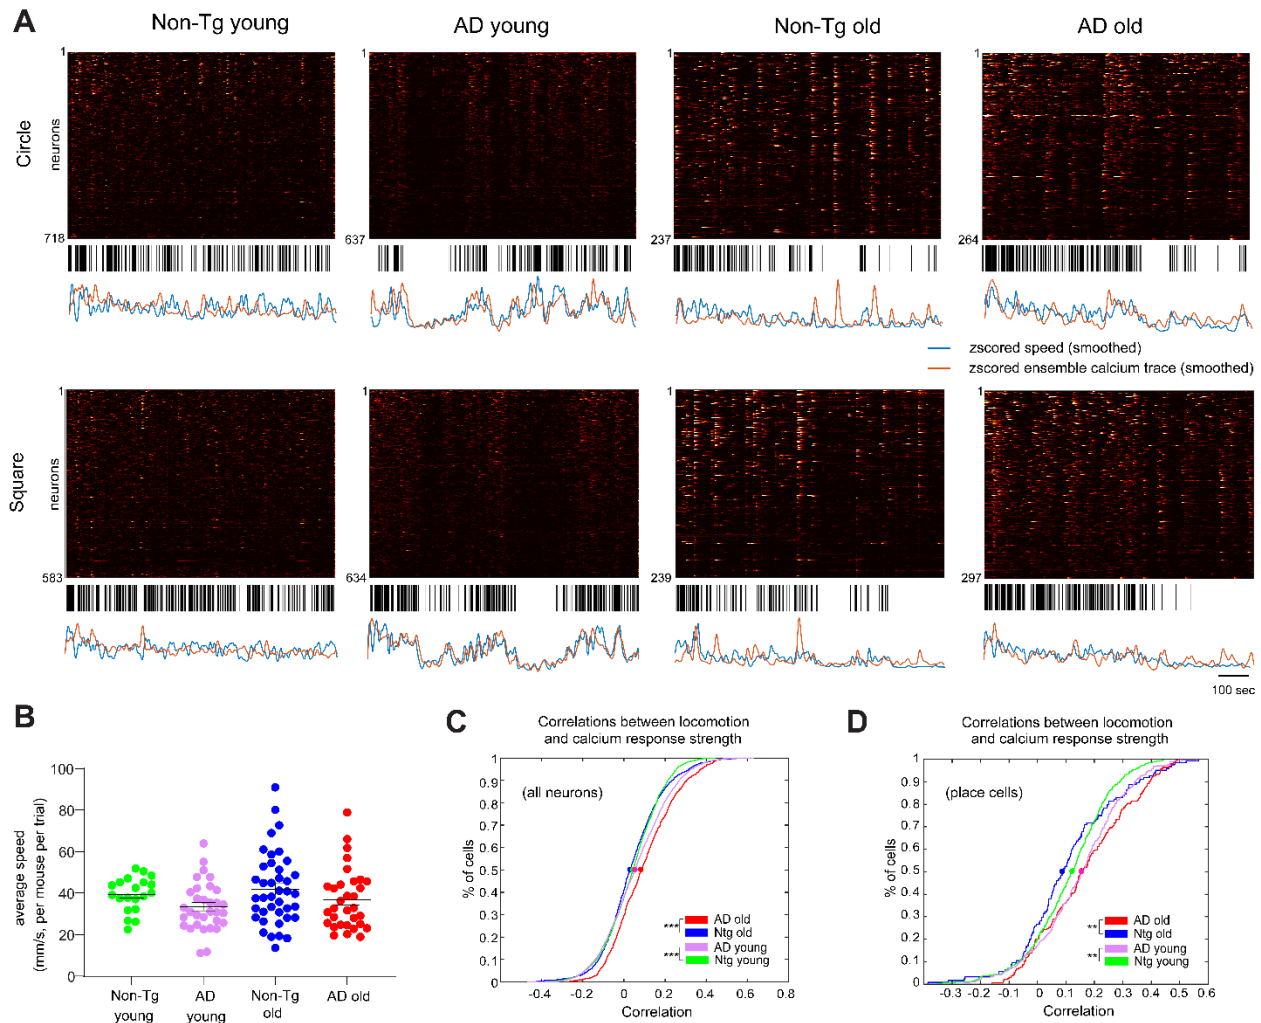 A
Non-Tg young
AD young
Non-Tg old
AD old
Circle
neurons
1
718
1
637
1
237
1
264
zscored speed (smoothed)
zscored ensemble calcium trace (smoothed)
Square
neurons
1
583
1
634
1
239
1
297
100 sec
B
average speed
(mm/s, per mouse per trial)
100
80
60
40
20
0
Non-Tg
young
AD
young
Non-Tg
old
AD old
C
Correlations between locomotion
and calcium response strength
(all neurons)
% of cells
1
0.9
0.8
0.7
0.6
0.5
0.4
0.3
0.2
0.1
0
-0.4
-0.2
0
0.2
0.4
0.6
0.8
Correlation
*** AD old
Ntg old
*** AD young
Ntg young
D
Correlations between locomotion
and calcium response strength
(place cells)
% of cells
1
0.9
0.8
0.7
0.6
0.5
0.4
0.3
0.2
0.1
0
-0.3
-0.2
-0.1
0
0.1
0.2
0.3
0.4
0.5
0.6
Correlation
** AD old
Ntg old
** AD young
Ntg young